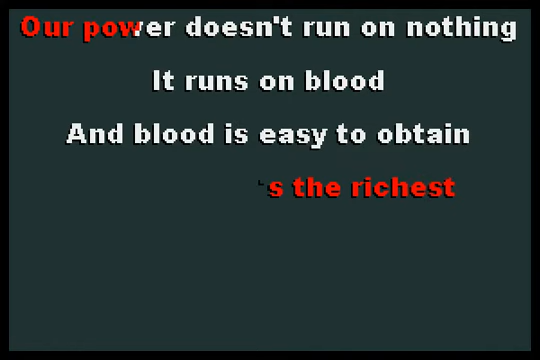 Our power doesn't run on nothing
It runs on blood
And blood is easy to obtain
's the richest